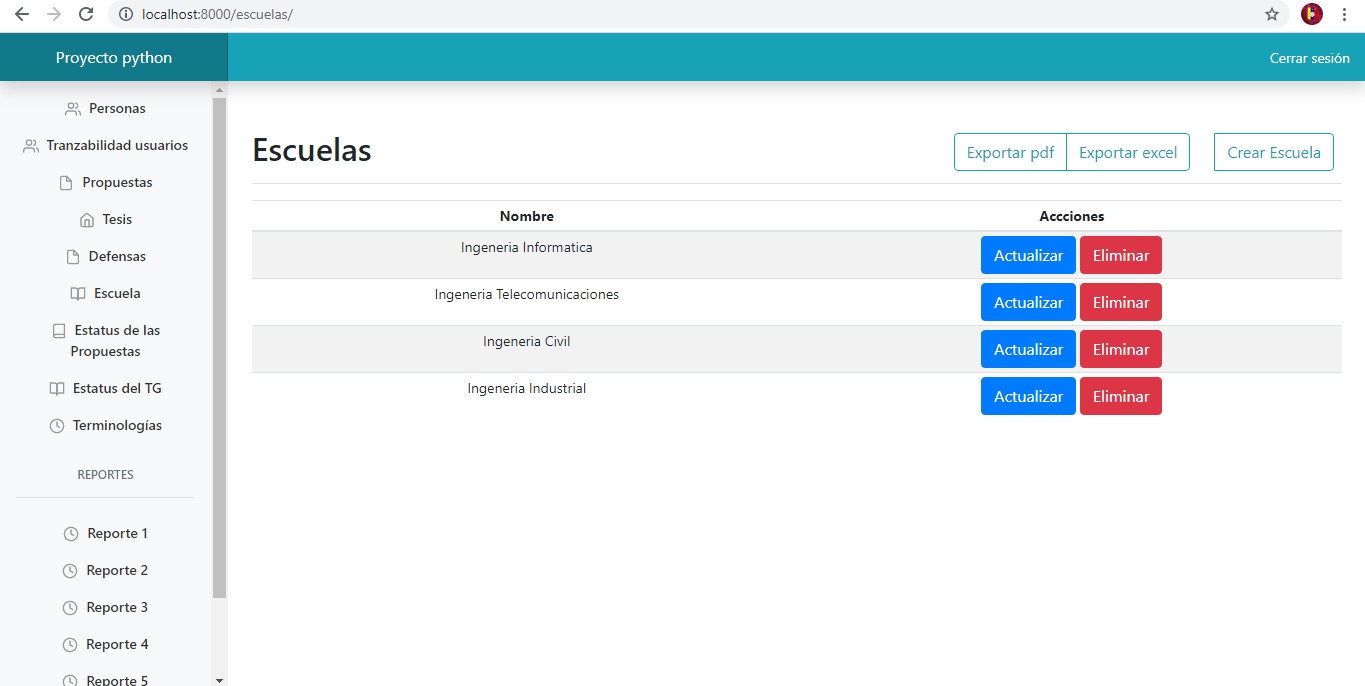 localhost:8000/escuelas/
Proyecto python
Cerrar sesión
Personas
Tranzabilidad usuarios
Propuestas
Tesis
Defensas
Escuela
Estatus de las
Propuestas
Estatus del TG
Terminologías
REPORTES
Reporte 1
Reporte 2
Reporte 3
Reporte 4
Reporte 5
Escuelas
Exportar pdf Exportar excel Crear Escuela
Nombre Accciones
Ingeneria Informatica Actualizar Eliminar
Ingeneria Telecomunicaciones Actualizar Eliminar
Ingeneria Civil Actualizar Eliminar
Ingeneria Industrial Actualizar Eliminar